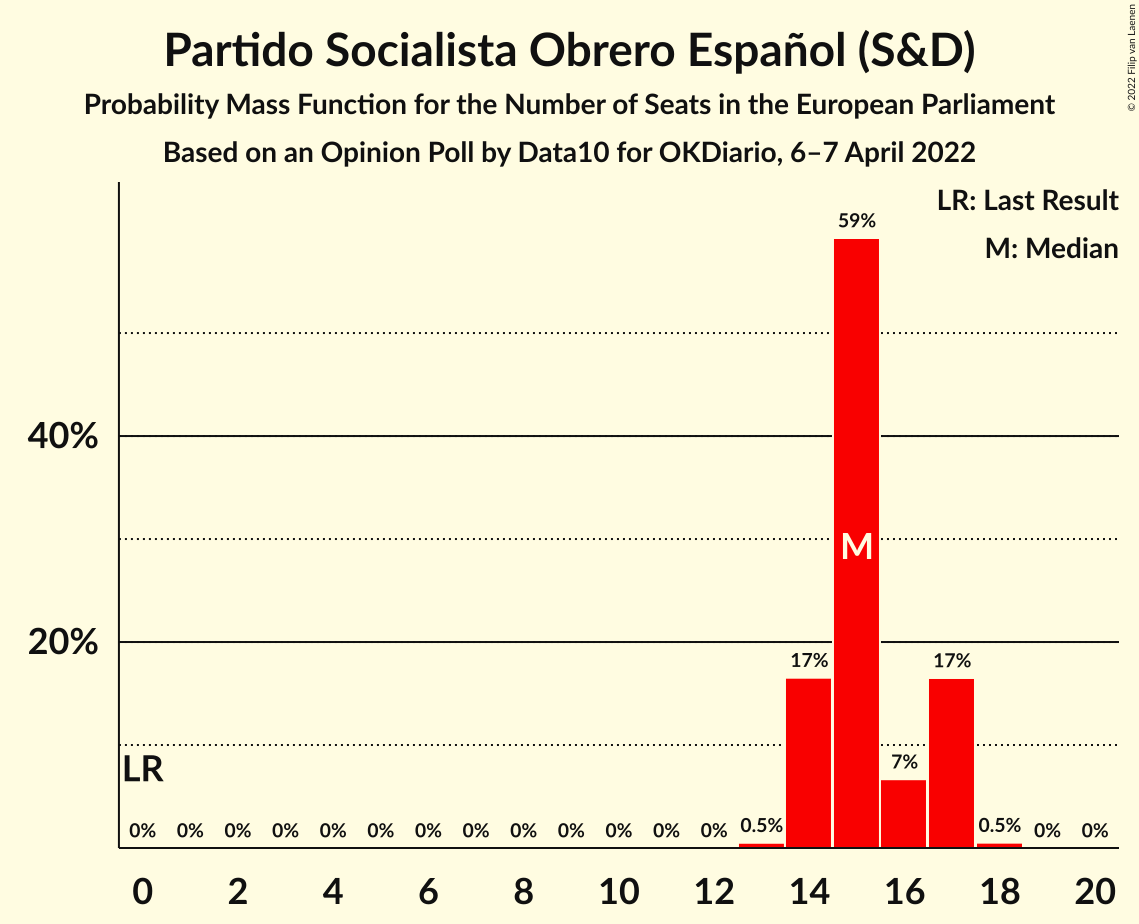 Partido Socialista Obrero Español (S&D)
Probability Mass Function for the Number of Seats in the European Parliament
Based on an Opinion Poll by Data10 for OKDiario, 6–7 April 2022
© 2022 Filip van Laenen
LR: Last Result
M: Median
59%
40%
M
20%
17%
17%
7%
LR
0% 0% 0% 0% 0% 0% 0% 0% 0% 0% 0% 0% 0% 0.5% 0.5% 0% 0%
0 2 4 6 8 10 12 14 16 18 20